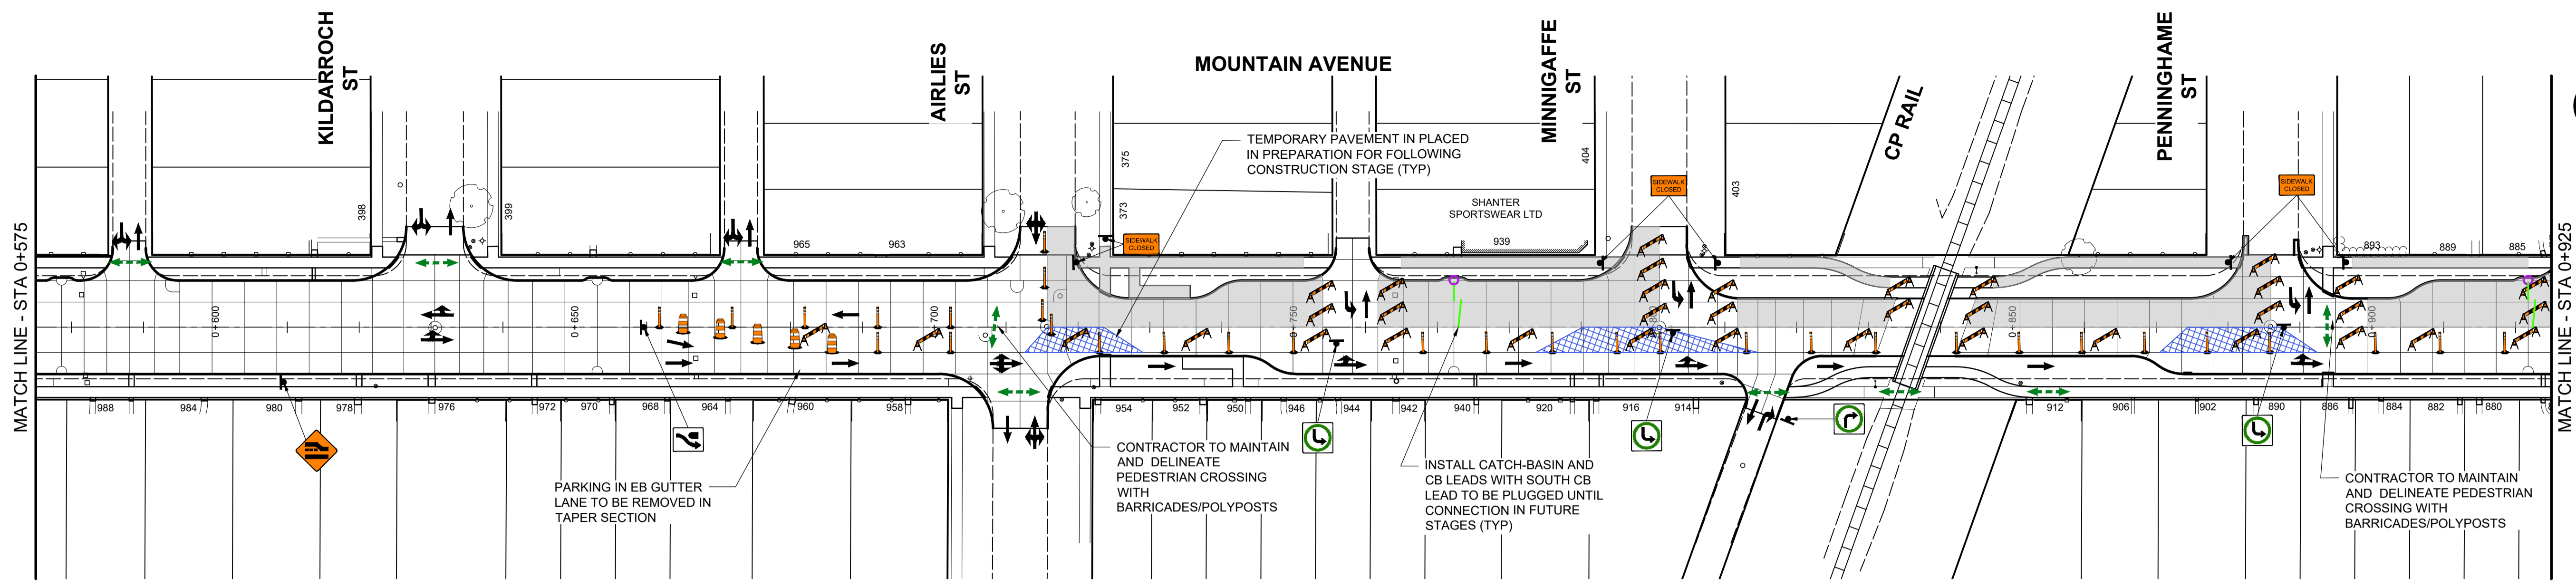 KILDARROCH
ST
AIRLIES
ST
MOUNTAIN AVENUE
MINNIGAFFE
ST
CP RAIL
PENNINGHAME
ST
MATCH LINE - STA 0+575
MATCH LINE - STA 0+925
TEMPORARY PAVEMENT IN PLACED
IN PREPARATION FOR FOLLOWING
CONSTRUCTION STAGE (TYP)
SIDEWALK
CLOSED
SIDEWALK
CLOSED
SIDEWALK
CLOSED
SHANTER
SPORTSWEAR LTD
398
399
375
373
404
403
965
963
939
893
889
885
0+600
0+650
0+700
0+750
0+850
0+900
988
984
980
978
976
972
970
968
964
960
958
954
952
950
946
944
942
940
920
916
914
912
906
902
890
886
884
882
880
PARKING IN EB GUTTER
LANE TO BE REMOVED IN
TAPER SECTION
CONTRACTOR TO MAINTAIN
AND DELINEATE
PEDESTRIAN CROSSING
WITH
BARRICADES/POLYPOSTS
INSTALL CATCH-BASIN AND
CB LEADS WITH SOUTH CB
LEAD TO BE PLUGGED UNTIL
CONNECTION IN FUTURE
STAGES (TYP)
CONTRACTOR TO MAINTAIN
AND DELINEATE PEDESTRIAN
CROSSING WITH
BARRICADES/POLYPOSTS